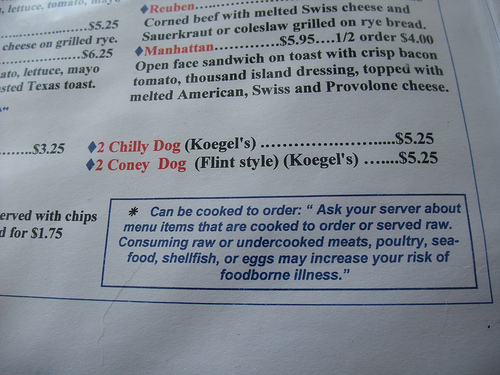 , lettuce, tomato,
.....$5.25
cheese on grilled rye.
.....$6.25
ato, lettuce, mayo
sted Texas toast.
......$3.25
erved with chips
d for $1.75
♦Reuben....................
Corned beef with melted Swiss cheese and
Sauerkraut or coleslaw grilled on rye bread.
♦Manhattan..............$5.95....1/2 order $4.00
Open face sandwich on toast with crisp bacon
tomato, thousand island dressing, topped with
melted American, Swiss and Provolone cheese.
♦2 Chilly Dog (Koegel's) .................................$5.25
♦2 Coney Dog (Flint style) (Koegel's) .......$5.25
* Can be cooked to order: “ Ask your server about
menu items that are cooked to order or served raw.
Consuming raw or undercooked meats, poultry, sea-
food, shellfish, or eggs may increase your risk of
foodborne illness.”